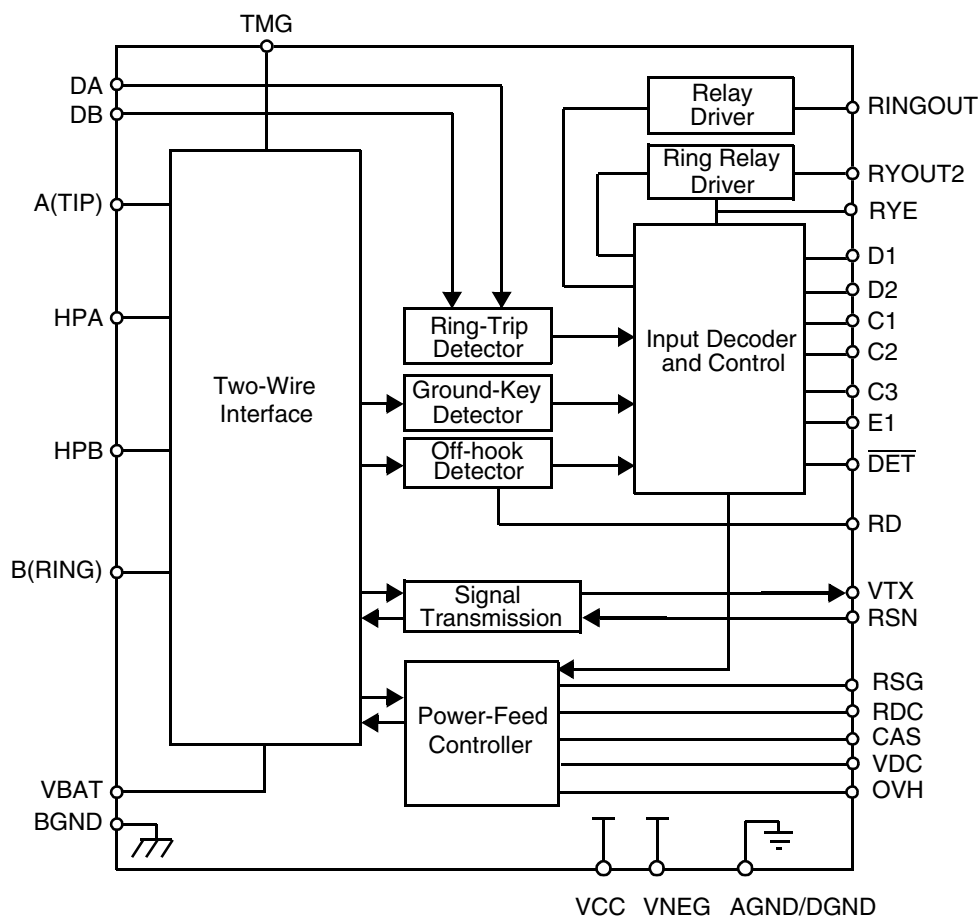 TMG
DA
DB
A(TIP)
HPA
HPB
B(RING)
VBAT
BGND
Two-Wire
Interface
Ring-Trip
Detector
Ground-Key
Detector
Off-hook
Detector
Signal
Transmission
Power-Feed
Controller
Relay
Driver
Ring Relay
Driver
Input Decoder
and Control
RINGOUT
RYOUT2
RYE
D1
D2
C1
C2
C3
E1
DET
RD
VTX
RSN
RSG
RDC
CAS
VDC
OVH
VCC
VNEG
AGND/DGND